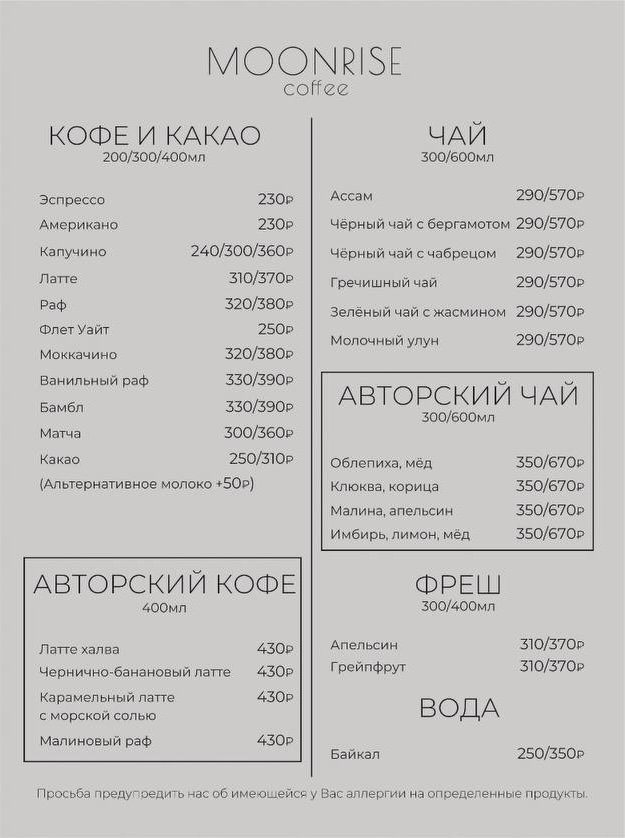 MOONRISE
coffee
КОФЕ И КАКАО
200/300/400мл
Эспрессо 230₽
Американо 230₽
Капучино 240/300/360₽
Латте 310/370₽
Раф 320/380₽
Флет Уайт 250₽
Моккачино 320/380₽
Ванильный раф 330/390₽
Бамбл 330/390₽
Матча 300/360₽
Какао 250/310₽
(Альтернативное молоко +50₽)
АВТОРСКИЙ КОФЕ
400мл
Латте халва 430₽
Чернично-банановый латте 430₽
Карамельный латте 430₽
с морской солью
Малиновый раф 430₽
ЧАЙ
300/600мл
Ассам 290/570₽
Чёрный чай с бергамотом 290/570₽
Чёрный чай с чабрецом 290/570₽
Гречишный чай 290/570₽
Зелёный чай с жасмином 290/570₽
Молочный улун 290/570₽
АВТОРСКИЙ ЧАЙ
300/600мл
Облепиха, мёд 350/670₽
Клюква, корица 350/670₽
Малина, апельсин 350/670₽
Имбирь, лимон, мёд 350/670₽
ФРЕШ
300/400мл
Апельсин 310/370₽
Грейпфрут 310/370₽
ВОДА
Байкал 250/350₽
Просьба предупредить нас об имеющейся у Вас аллергии на определенные продукты.